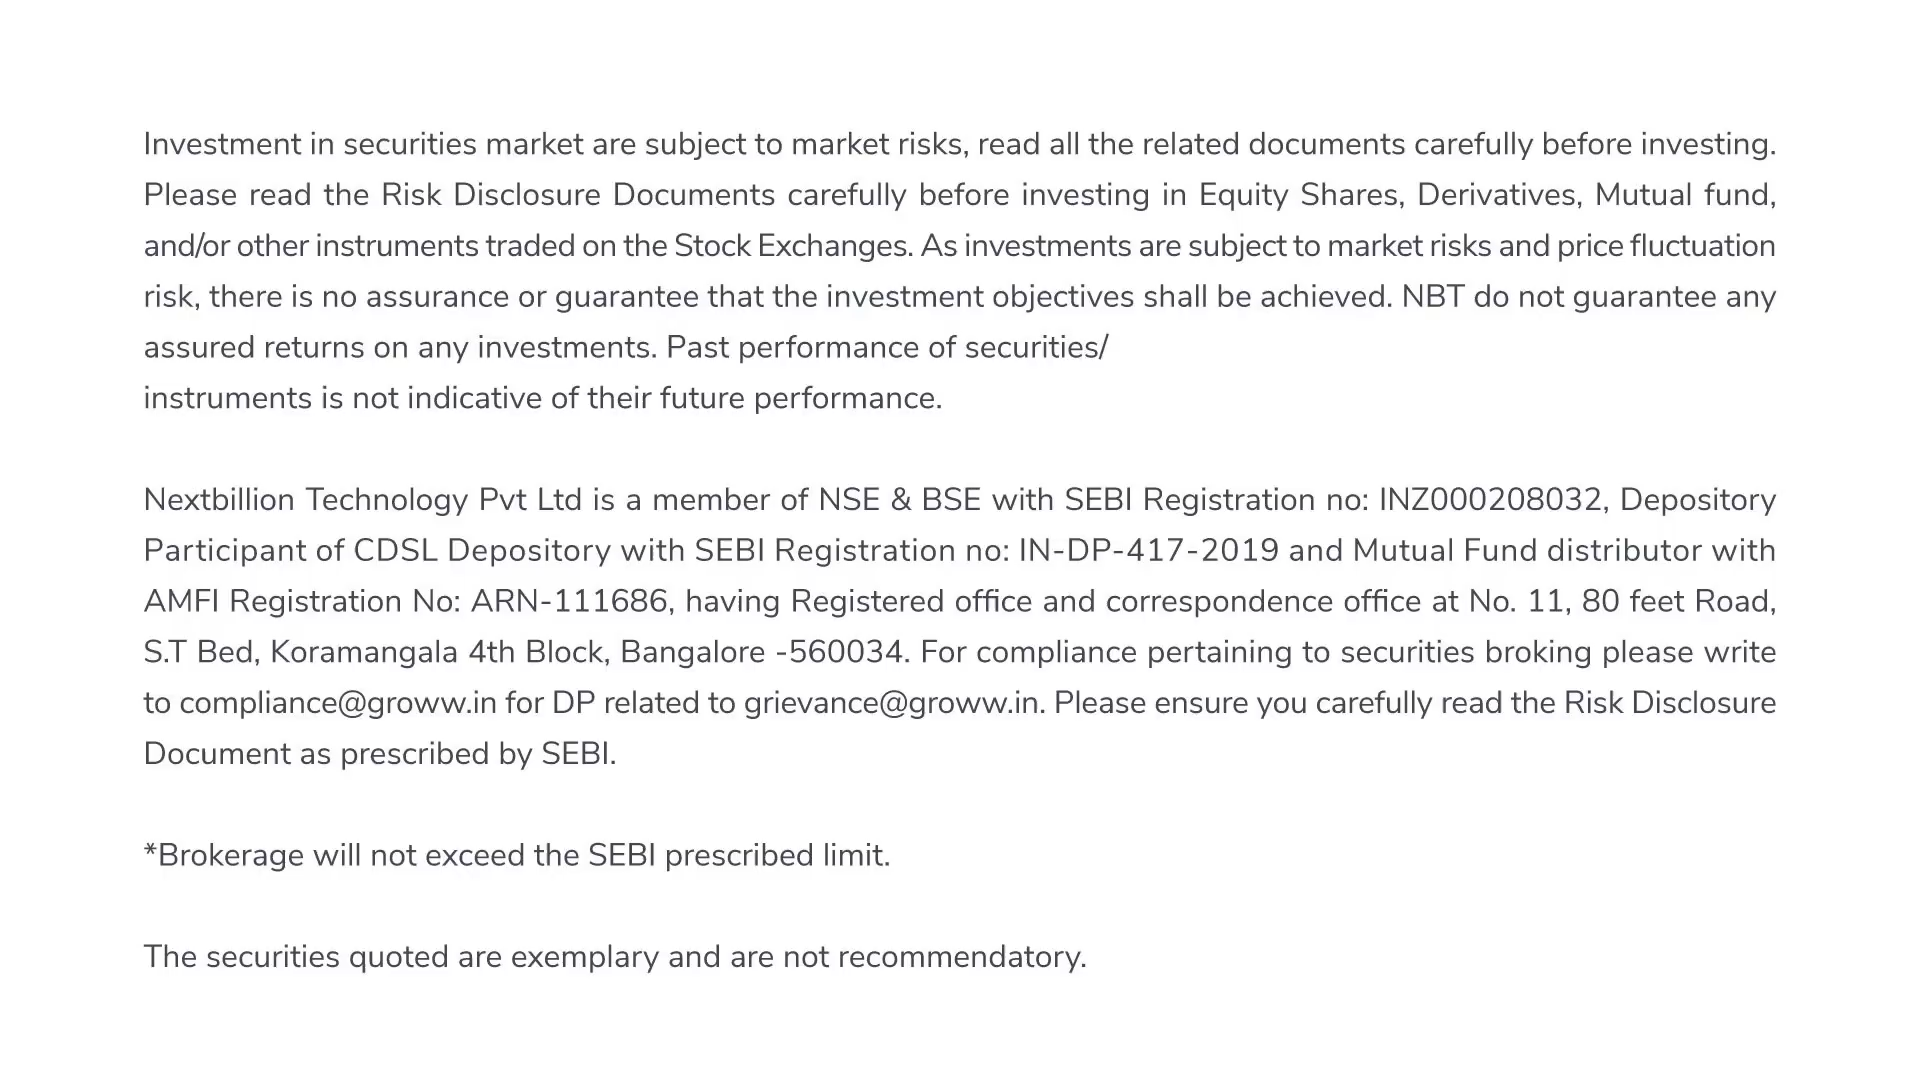 Investment in securities market are subject to market risks, read all the related documents carefully before investing.
Please read the Risk Disclosure Documents carefully before investing in Equity Shares, Derivatives, Mutual fund,
and/or other instruments traded on the Stock Exchanges. As investments are subject to market risks and price fluctuation
risk, there is no assurance or guarantee that the investment objectives shall be achieved. NBT do not guarantee any
assured returns on any investments. Past performance of securities/
instruments is not indicative of their future performance.
Nextbillion Technology Pvt Ltd is a member of NSE & BSE with SEBI Registration no: INZ000208032, Depository
Participant of CDSL Depository with SEBI Registration no: IN-DP-417-2019 and Mutual Fund distributor with
AMFI Registration No: ARN-111686, having Registered office and correspondence office at No. 11, 80 feet Road,
S.T Bed, Koramangala 4th Block, Bangalore -560034. For compliance pertaining to securities broking please write
to compliance@groww.in for DP related to grievance@groww.in. Please ensure you carefully read the Risk Disclosure
Document as prescribed by SEBI.
*Brokerage will not exceed the SEBI prescribed limit.
The securities quoted are exemplary and are not recommendatory.